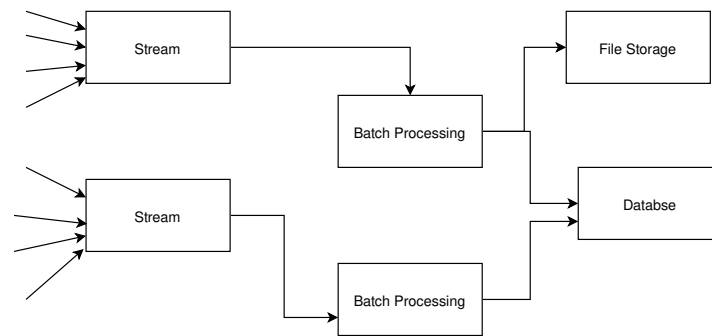 Stream
File Storage
Batch Processing
Stream
Databse
Batch Processing